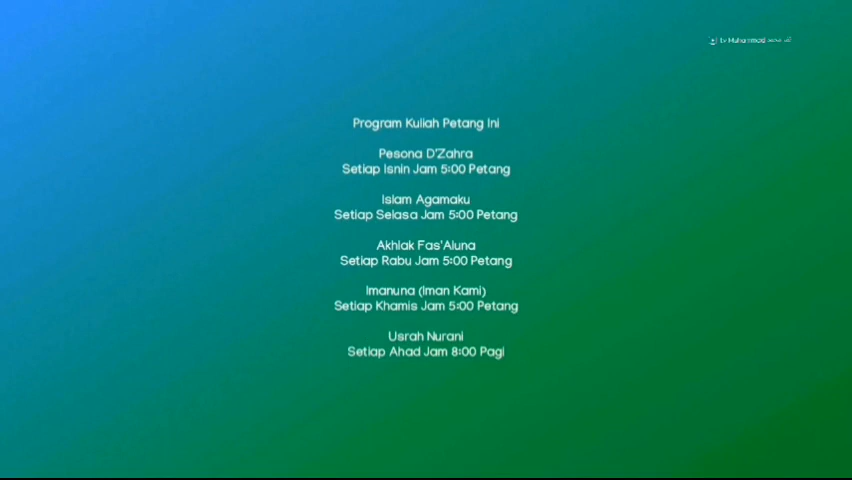 by Muhammad
Program Kuliah Petang Ini
Pesona D'Zahra
Setiap Isnin Jam 5:00 Petang
Islam Agamaku
Setiap Selasa Jam 5:00 Petang
Akhlak Fas'Aluna
Setiap Rabu Jam 5:00 Petang
Imanuna (Iman Kami)
Setiap Khamis Jam 5:00 Petang
Usrah Nurani
Setiap Ahad Jam 8:00 Pagi